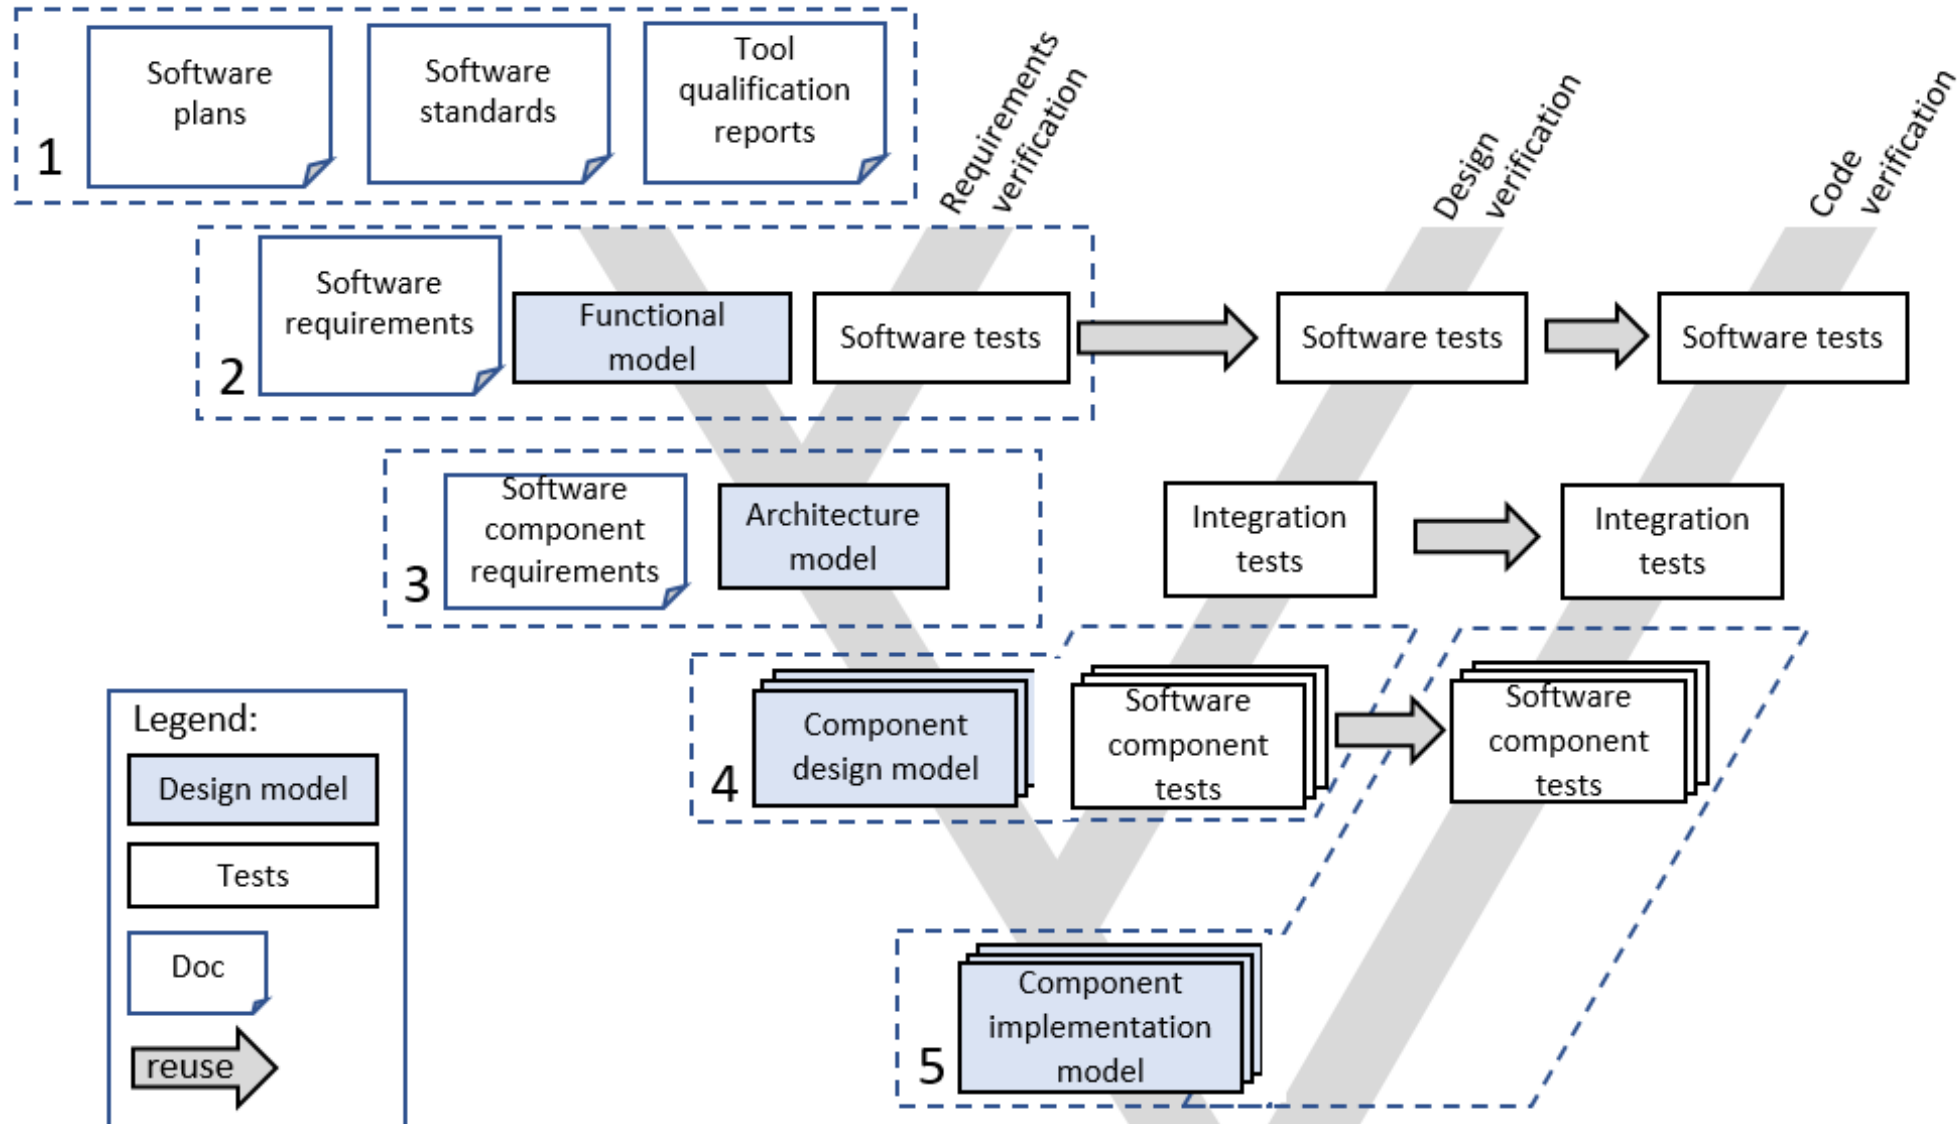 Software
plans
Software
standards
Tool
qualification
reports
1
Requirements
verification
Design
verification
Code
verification
Software
requirements
2
Functional
model
Software tests
Software tests
Software tests
Software
component
requirements
3
Architecture
model
Integration
tests
Integration
tests
4
Component
design model
Software
component
tests
Software
component
tests
5
Component
implementation
model
Legend:
Design model
Tests
Doc
reuse